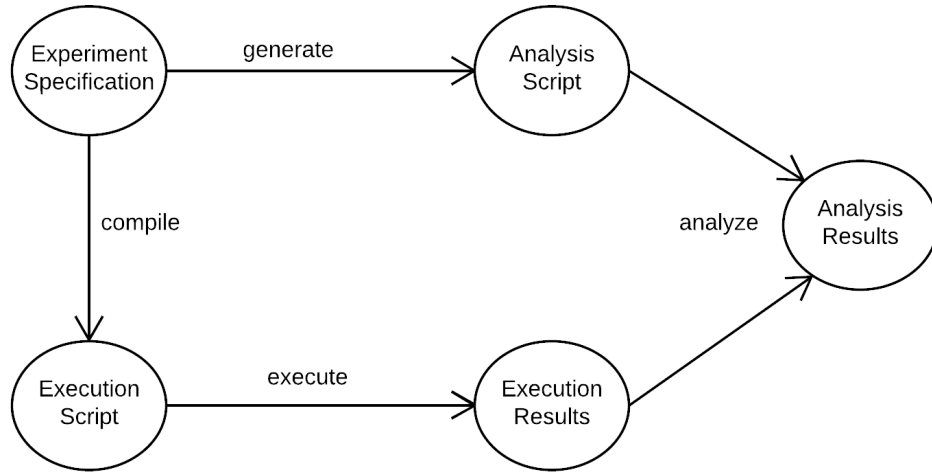 Experiment
Specification
generate
Analysis
Script
compile
analyze
Analysis
Results
Execution
Script
execute
Execution
Results